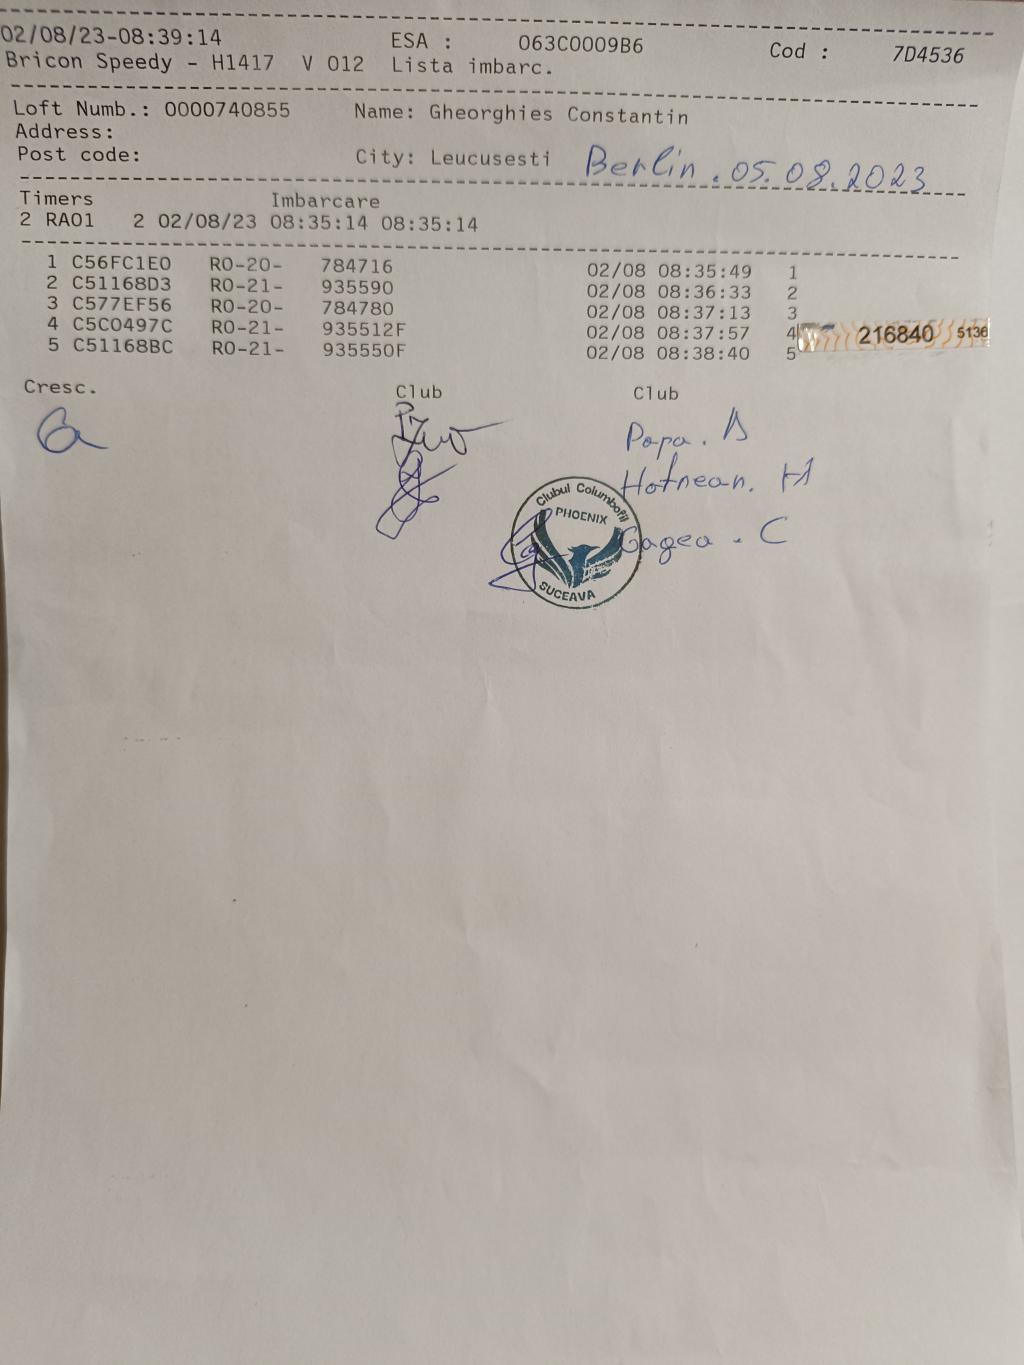 02/08/23-08:39:14 ESA : 063C0009B6 Cod : 7D4536
Bricon Speedy - H1417 V 012 Lista imbarc.
Loft Numb.: 0000740855 Name: Gheorghies Constantin
Address:
Post code: City: Leucusesti Berlin.05.08.2023
Timers Imbarcare
2 RA01 2 02/08/23 08:35:14 08:35:14
1 C56FC1E0 RO-20- 784716 02/08 08:35:49 1
2 C51168D3 RO-21- 935590 02/08 08:36:33 2
3 C577EF56 RO-20- 784780 02/08 08:37:13 3
4 C5C0497C RO-21- 935512F 02/08 08:37:57 4 216840 5136
5 C51168BC RO-21- 935550F 02/08 08:38:40 5
Cresc. Club Club
Popa. A
Hotnean. H
Gagea. C
Clubul Columbofil
PHOENIX
SUCEAVA